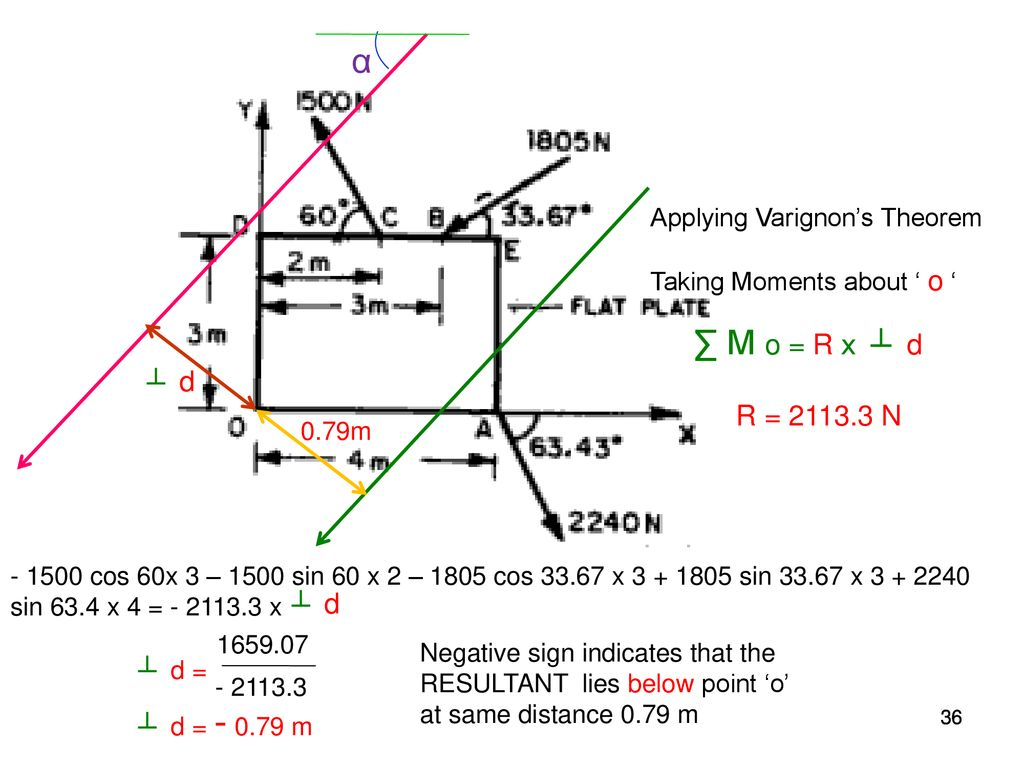 α
1500N
Y
1805N
D
60° C B 33.67°
E
2m
3m
FLAT PLATE
3m
┴ d
O
0.79m
A
63.43°
X
4m
2240N
Applying Varignon’s Theorem
Taking Moments about ‘ o ‘
∑ M o = R x ┴ d
R = 2113.3 N
- 1500 cos 60x 3 – 1500 sin 60 x 2 – 1805 cos 33.67 x 3 + 1805 sin 33.67 x 3 + 2240
sin 63.4 x 4 = - 2113.3 x ┴ d
1659.07
┴ d =
- 2113.3
┴ d = - 0.79 m
Negative sign indicates that the
RESULTANT lies below point ‘o’
at same distance 0.79 m
36